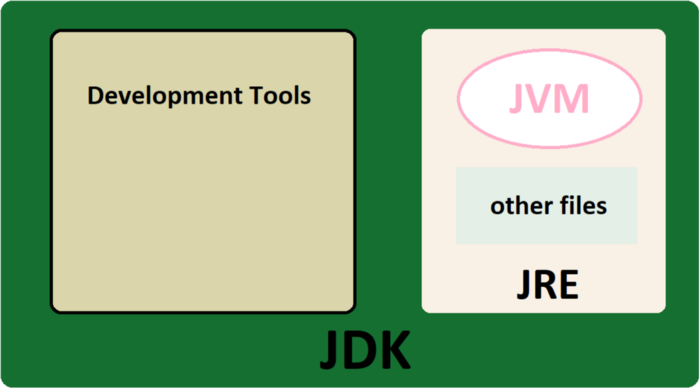 Development Tools
JVM
other files
JRE
JDK